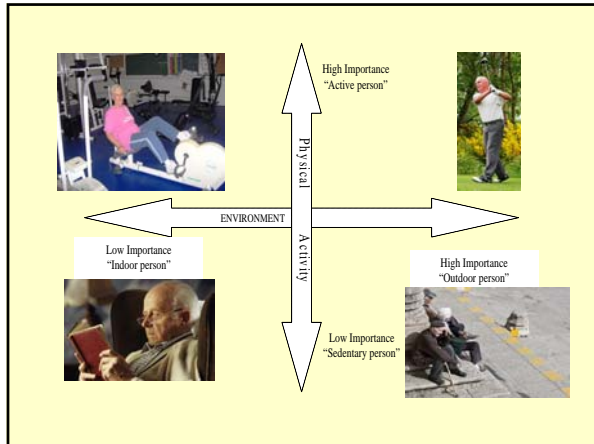 High Importance
“Active person”
Physical
ENVIRONMENT
Activity
Low Importance
“Indoor person”
High Importance
“Outdoor person”
Low Importance
“Sedentary person”